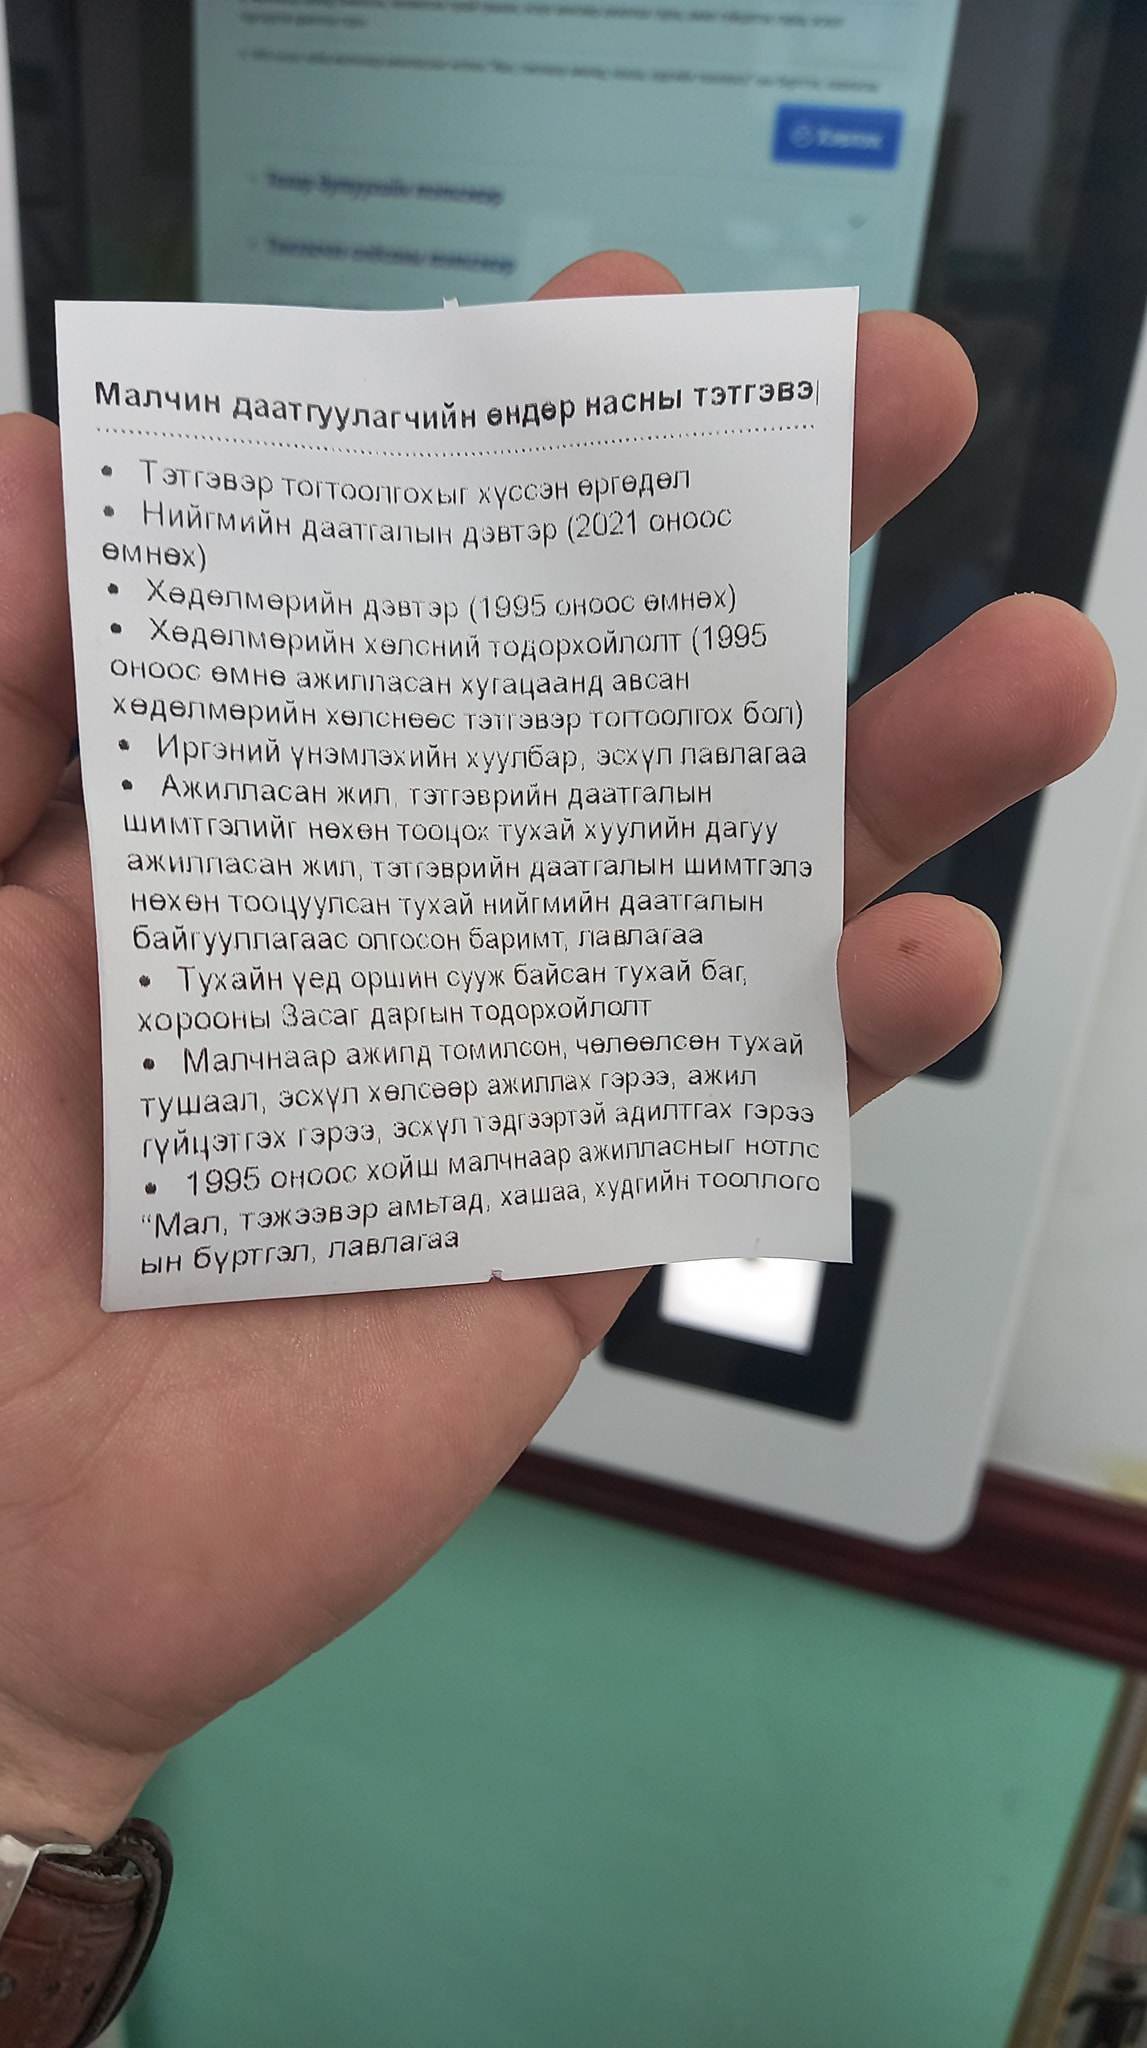 Малчин даатгуулагчийн өндөр насны тэтгэвэ
• Тэтгэвэр тогтоолгохыг хүссэн өргөдөл
• Нийгмийн даатгалын дэвтэр (2021 оноос
өмнөх)
• Хөдөлмөрийн дэвтэр (1995 оноос өмнөх)
• Хөдөлмөрийн хөлсний тодорхойлолт (1995
оноос өмнө ажилласан хугацаанд авсан
хөдөлмөрийн хөлснөөс тэтгэвэр тогтоолгох бол)
• Иргэний үнэмлэхийн хуулбар, эсхүл лавлагаа
• Ажилласан жил, тэтгэврийн даатгалын
шимтгэлийг нөхөн тооцох тухай хуулийн дагуу
ажилласан жил, тэтгэврийн даатгалын шимтгэлэ
нөхөн тооцуулсан тухай нийгмийн даатгалын
байгууллагаас олгосон баримт, лавлагаа
• Тухайн үед оршин сууж байсан тухай баг,
хорооны Засаг даргын тодорхойлолт
• Малчнаар ажилд томилсон, чөлөөлсөн тухай
тушаал, эсхүл хөлсөөр ажиллах гэрээ, ажил
гүйцэтгэх гэрээ, эсхүл тэдгээртэй адилтгах гэрээ
• 1995 оноос хойш малчнаар ажилласныг нотлс
“Мал, тэжээвэр амьтад, хашаа, худгийн тооллого
ын бүртгэл, лавлагаа